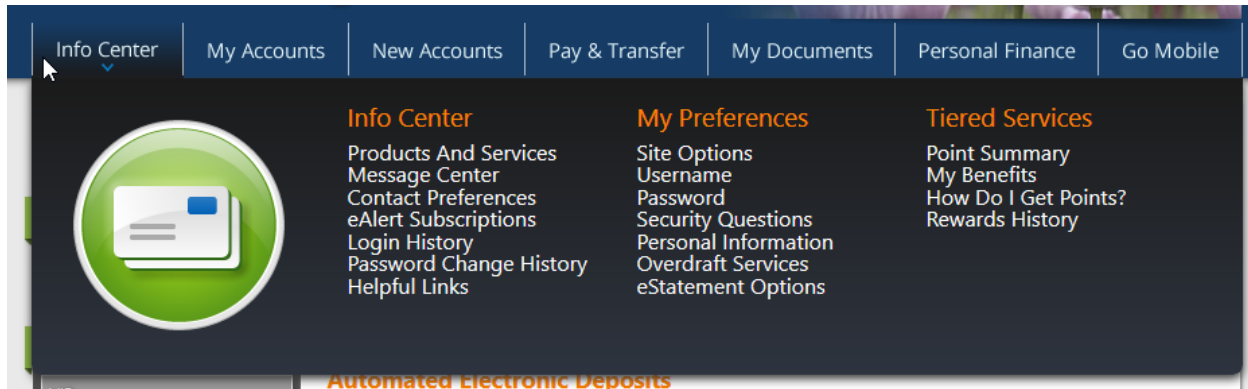 Info Center
My Accounts
New Accounts
Pay & Transfer
My Documents
Personal Finance
Go Mobile
Info Center
Products And Services
Message Center
Contact Preferences
eAlert Subscriptions
Login History
Password Change History
Helpful Links
My Preferences
Site Options
Username
Password
Security Questions
Personal Information
Overdraft Services
eStatement Options
Tiered Services
Point Summary
My Benefits
How Do I Get Points?
Rewards History
Automated Electronic Deposits